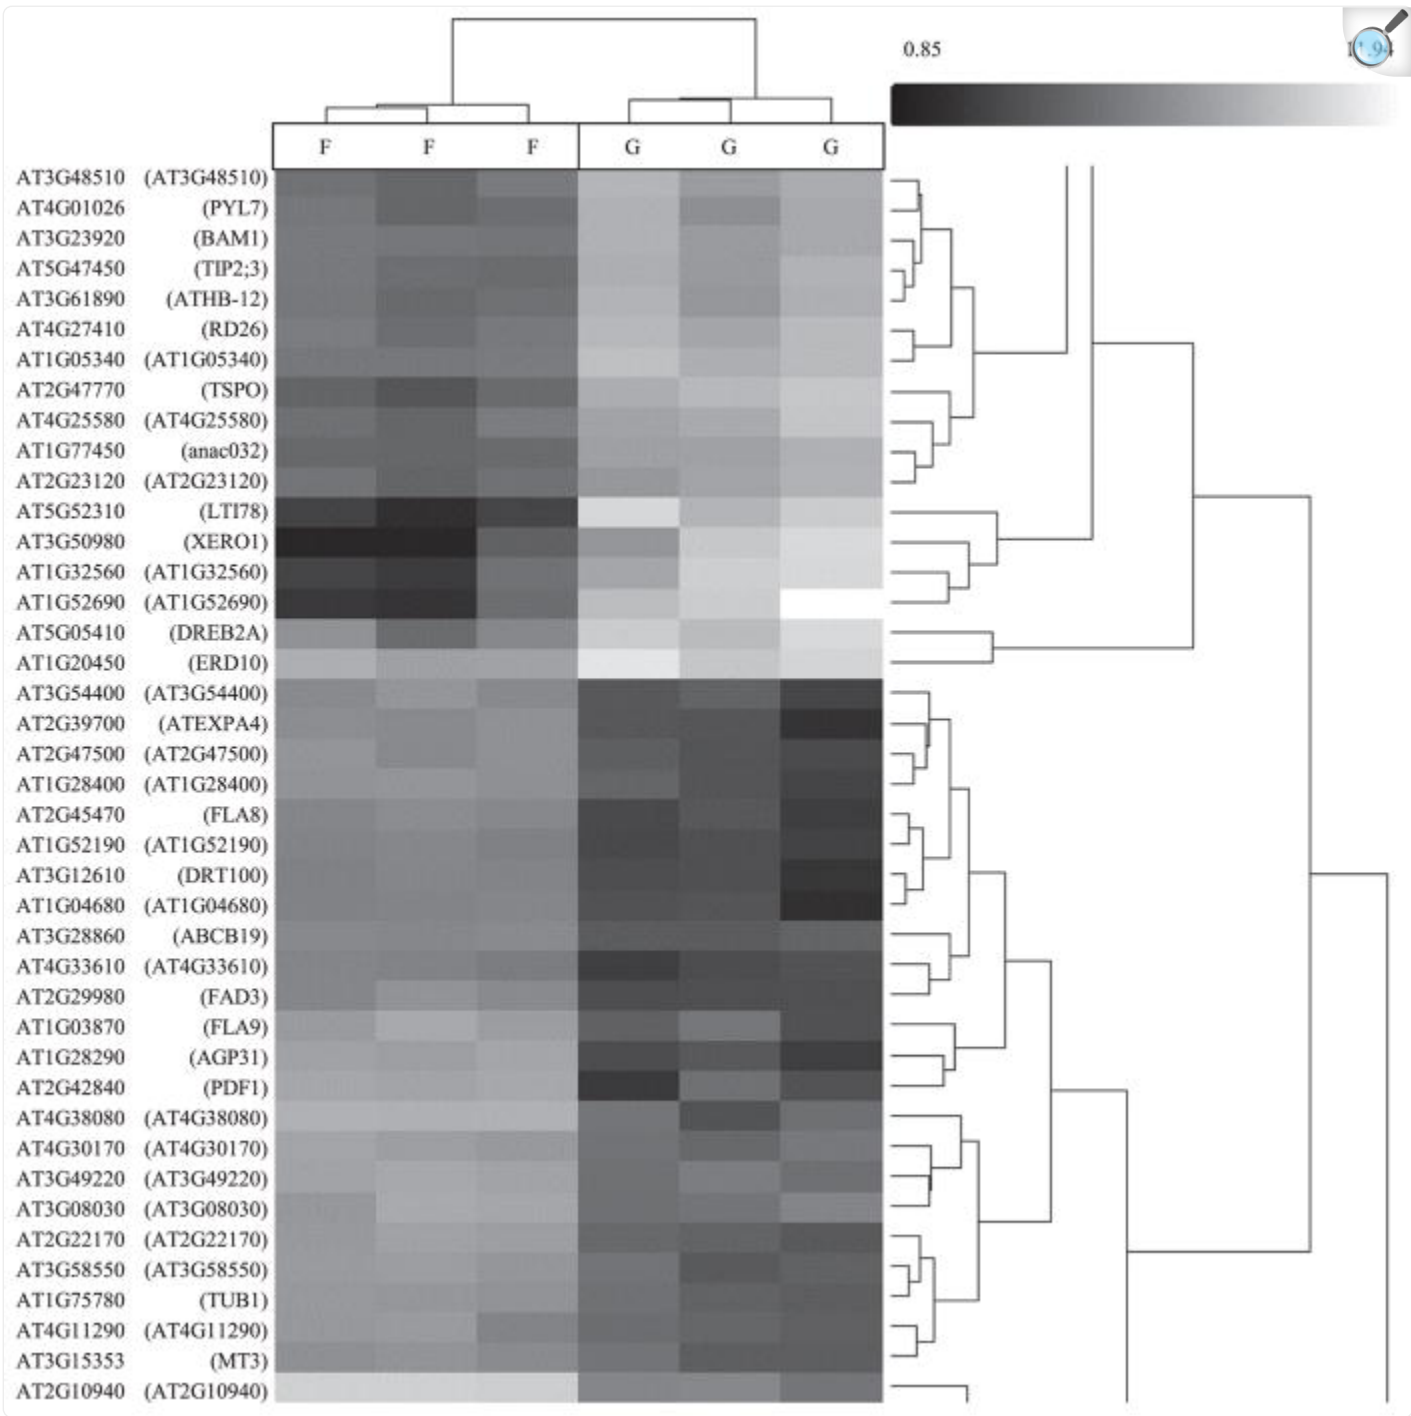 0.85 11.94
F F F G G G
AT3G48510 (AT3G48510)
AT4G01026 (PYL7)
AT3G23920 (BAM1)
AT5G47450 (TIP2;3)
AT3G61890 (ATHB-12)
AT4G27410 (RD26)
AT1G05340 (AT1G05340)
AT2G47770 (TSPO)
AT4G25580 (AT4G25580)
AT1G77450 (anac032)
AT2G23120 (AT2G23120)
AT5G52310 (LTI78)
AT3G50980 (XERO1)
AT1G32560 (AT1G32560)
AT1G52690 (AT1G52690)
AT5G05410 (DREB2A)
AT1G20450 (ERD10)
AT3G54400 (AT3G54400)
AT2G39700 (ATEXPA4)
AT2G47500 (AT2G47500)
AT1G28400 (AT1G28400)
AT2G45470 (FLA8)
AT1G52190 (AT1G52190)
AT3G12610 (DRT100)
AT1G04680 (AT1G04680)
AT3G28860 (ABCB19)
AT4G33610 (AT4G33610)
AT2G29980 (FAD3)
AT1G03870 (FLA9)
AT1G28290 (AGP31)
AT2G42840 (PDF1)
AT4G38080 (AT4G38080)
AT4G30170 (AT4G30170)
AT3G49220 (AT3G49220)
AT3G08030 (AT3G08030)
AT2G22170 (AT2G22170)
AT3G58550 (AT3G58550)
AT1G75780 (TUB1)
AT4G11290 (AT4G11290)
AT3G15353 (MT3)
AT2G10940 (AT2G10940)